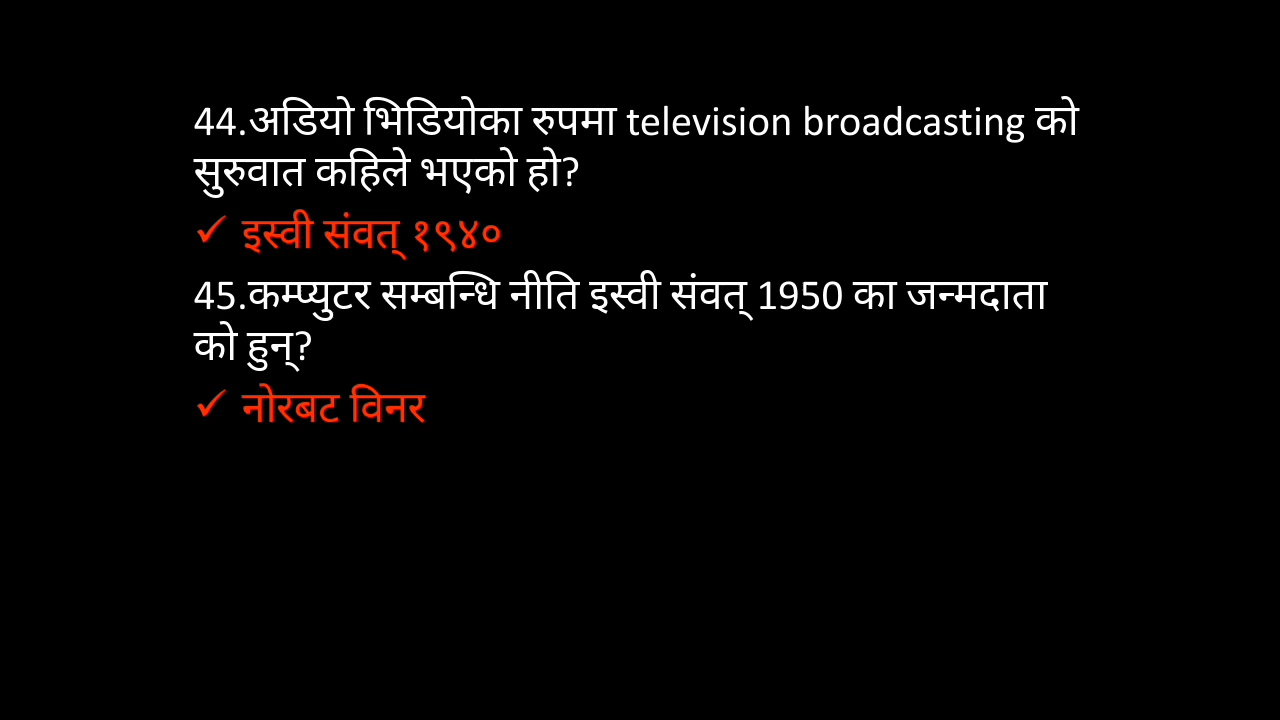 44.अडियो भिडियोका रुपमा television broadcasting को
सुरुवात कहिले भएको हो?
✓ इस्वी संवत् १९४०
45.कम्प्युटर सम्बन्धि नीति इस्वी संवत् 1950 का जन्मदाता
को हुन्?
✓ नोरबट विनर